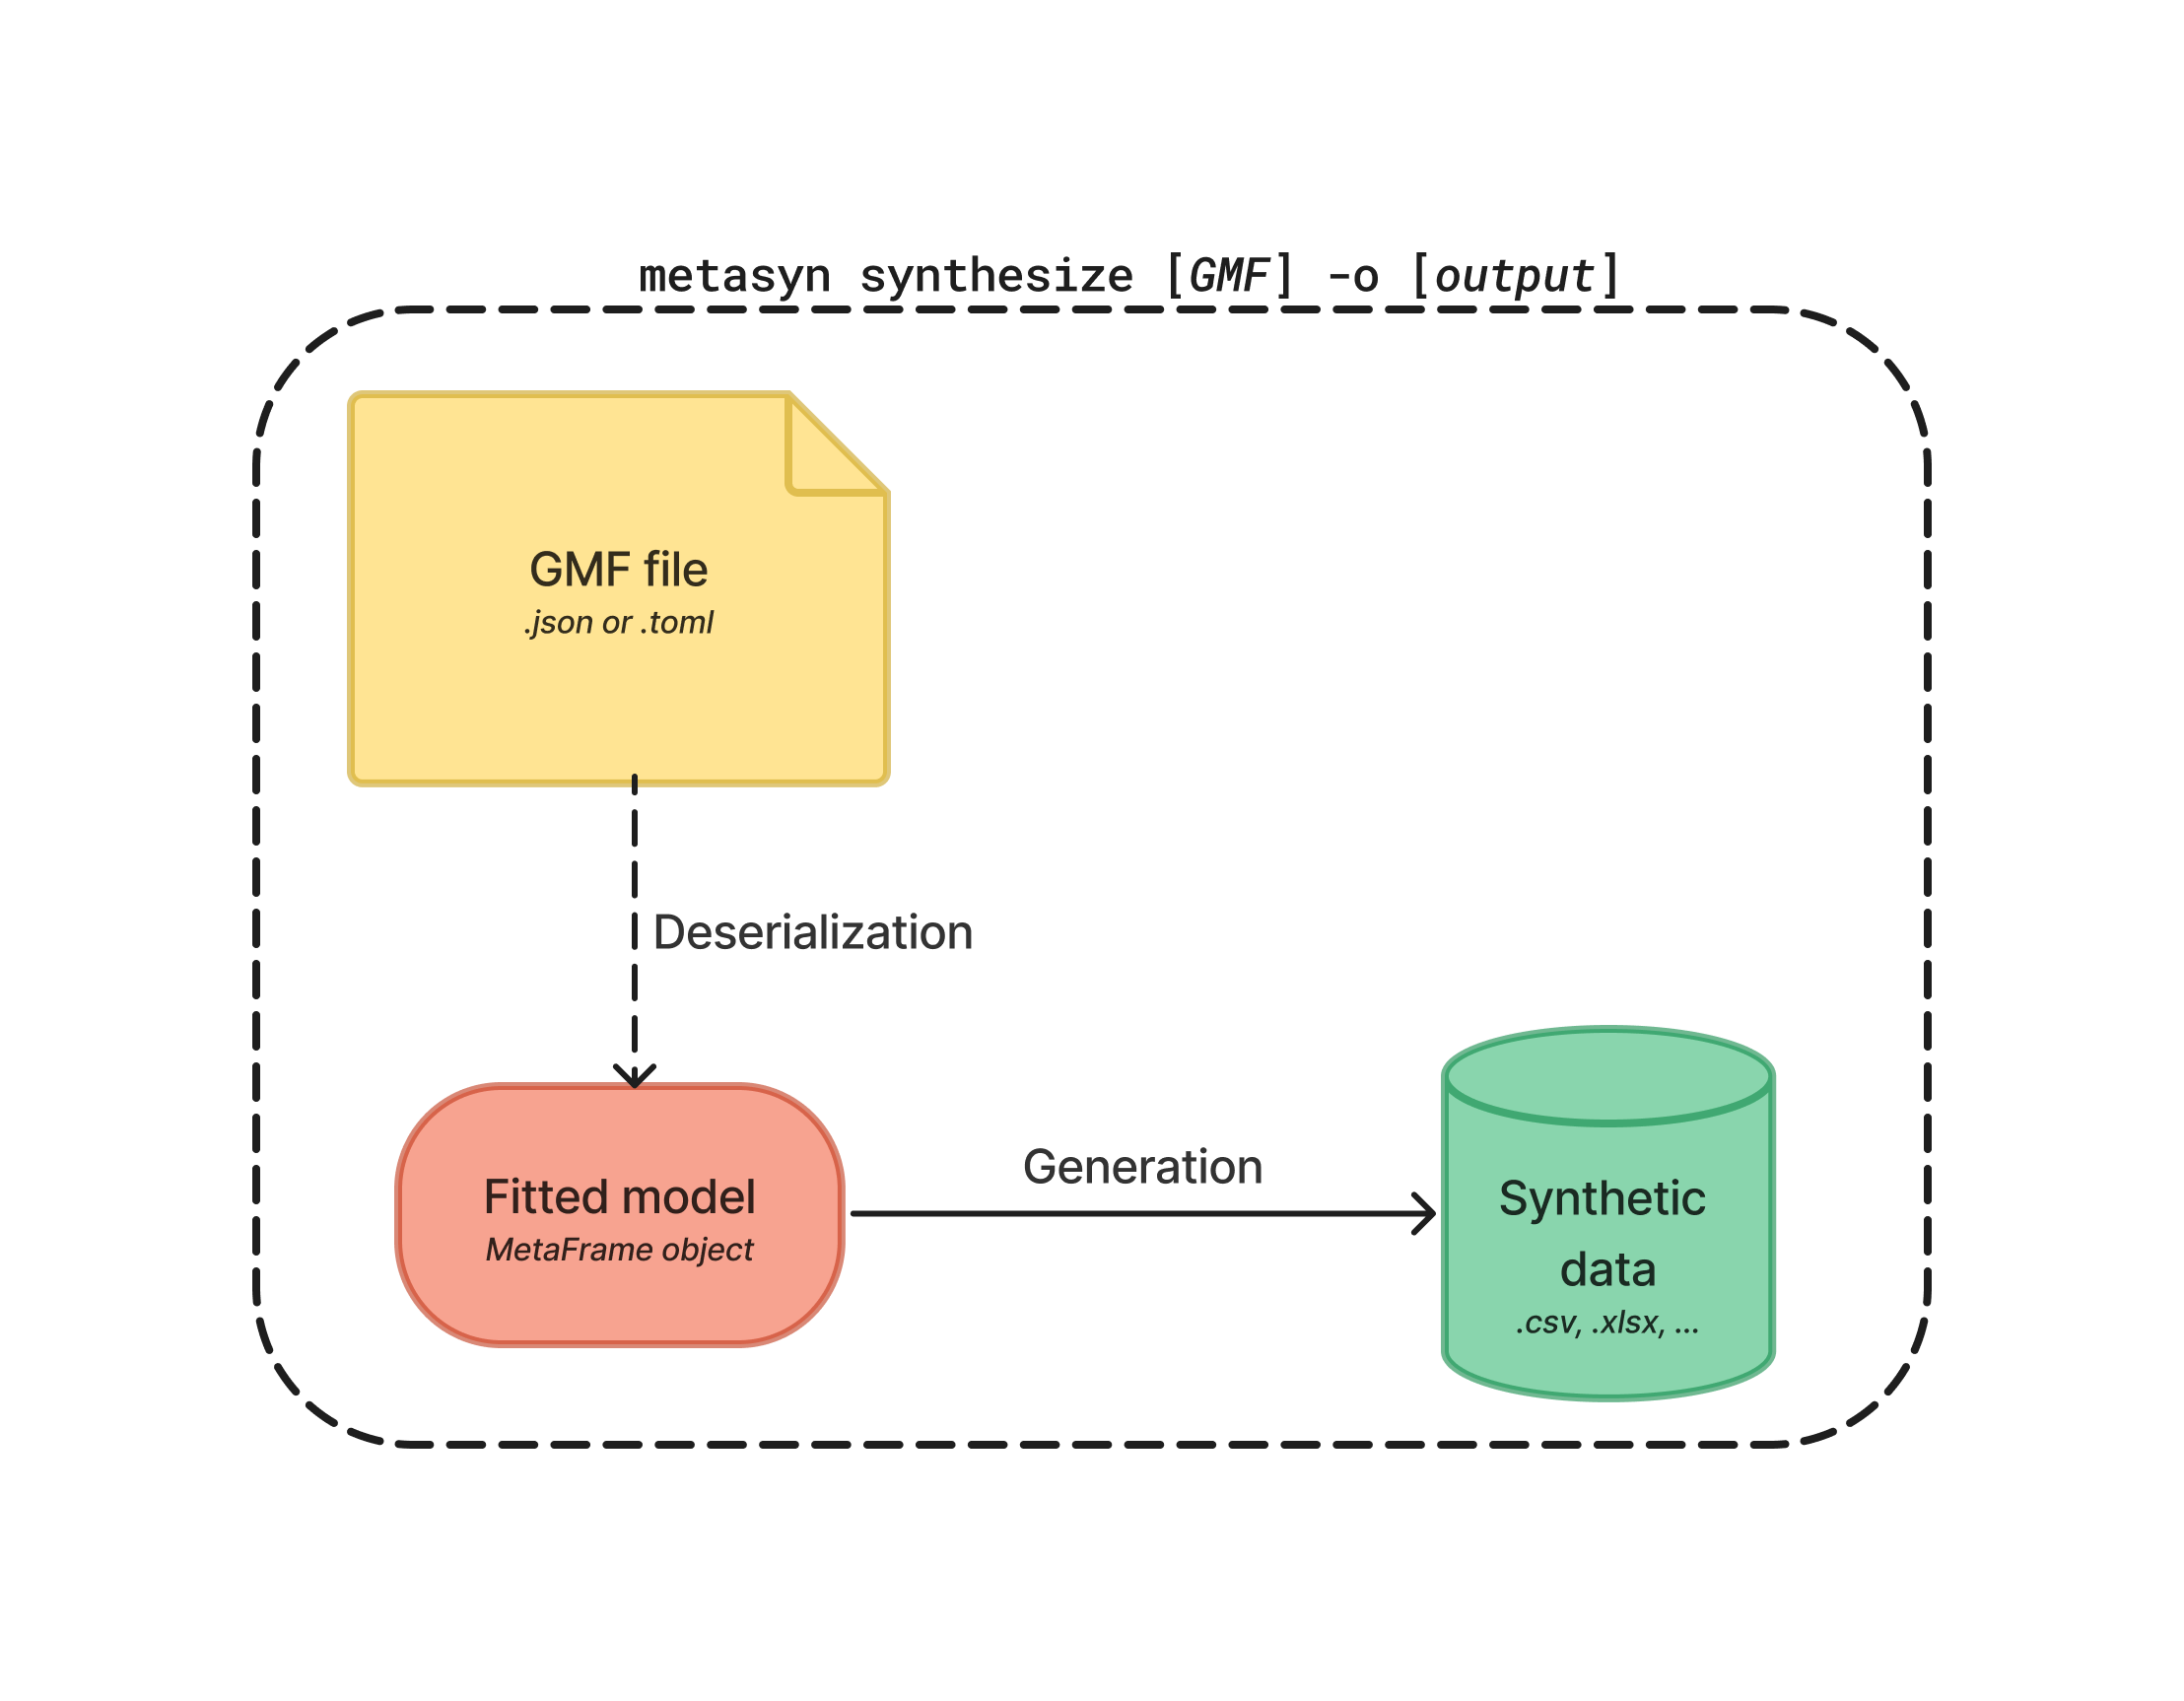 metasyn synthesize [GMF] -o [output]
GMF file
.json or .toml
Deserialization
Fitted model
MetaFrame object
Generation
Synthetic
data
.csv, .xlsx, ...